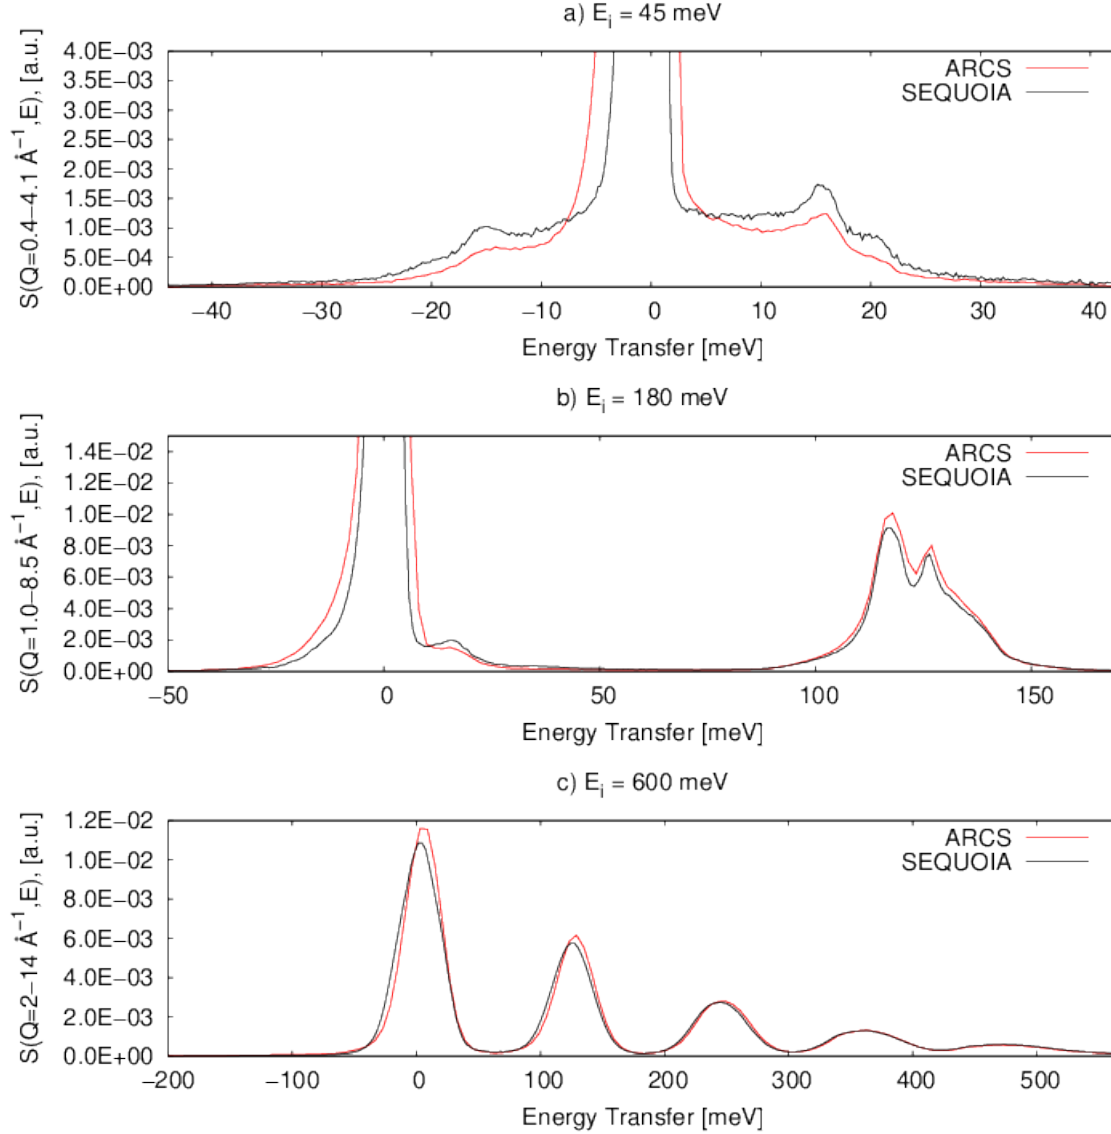 a) Ei = 45 meV
S(Q=0.4−4.1 Å−1,E), [a.u.]
4.0E−03
3.5E−03
3.0E−03
2.5E−03
2.0E−03
1.5E−03
1.0E−03
5.0E−04
0.0E+00
ARCS
SEQUOIA
−40 −30 −20 −10 0 10 20 30 40
Energy Transfer [meV]
b) Ei = 180 meV
S(Q=1.0−8.5 Å−1,E), [a.u.]
1.4E−02
1.2E−02
1.0E−02
8.0E−03
6.0E−03
4.0E−03
2.0E−03
0.0E+00
ARCS
SEQUOIA
−50 0 50 100 150
Energy Transfer [meV]
c) Ei = 600 meV
S(Q=2−14 Å−1,E), [a.u.]
1.2E−02
1.0E−02
8.0E−03
6.0E−03
4.0E−03
2.0E−03
0.0E+00
ARCS
SEQUOIA
−200 −100 0 100 200 300 400 500
Energy Transfer [meV]